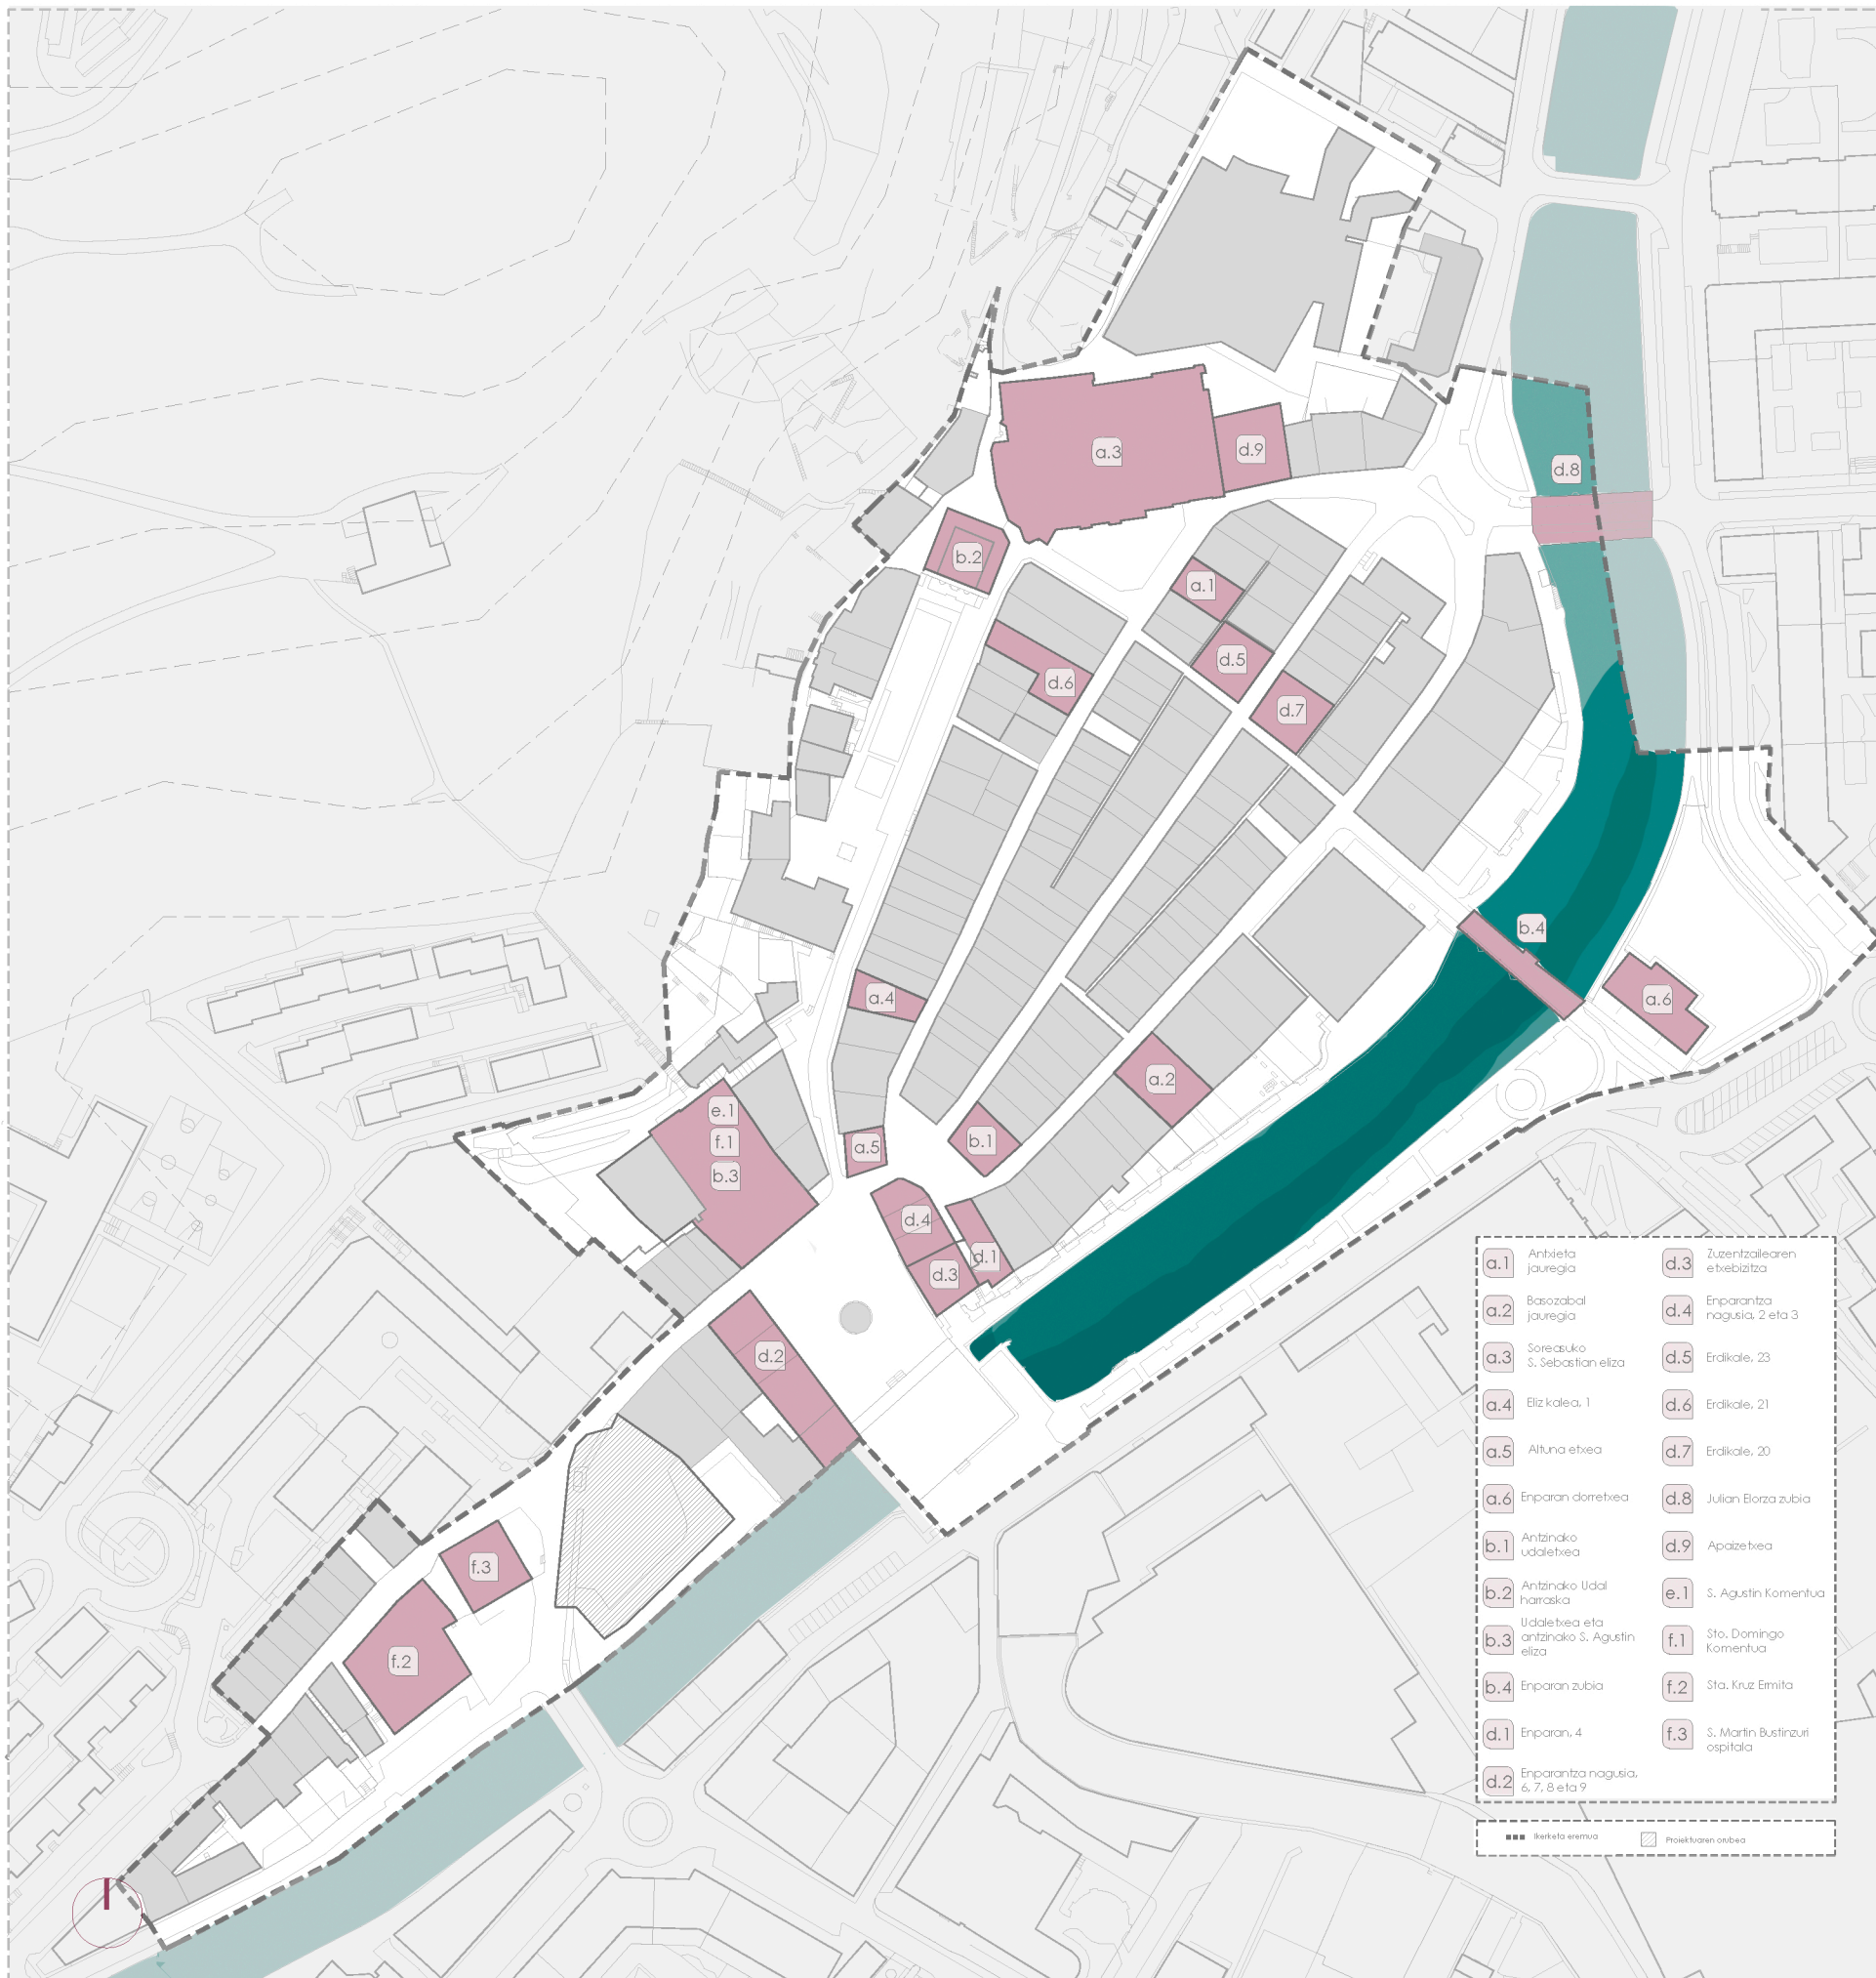 a.3
d.9
d.8
b.2
a.1
d.5
d.6
d.7
b.4
a.4
a.6
a.2
e.1
f.1
b.3
a.5
b.1
d.4
d.1
d.3
d.2
f.3
f.2
a.1 Antxieta
jauregia
a.2 Basozabal
jauregia
a.3 Soreasuko
S. Sebastian eliza
a.4 Eliz kalea, 1
a.5 Altuna etxea
a.6 Enparan dorretxea
b.1 Antzinako
udaletxea
b.2 Antzinako Udal
harraska
b.3 Udaletxea eta
antzinako S. Agustin
eliza
b.4 Enparan zubia
d.1 Enparan, 4
d.2 Enparantza nagusia,
6, 7, 8 eta 9
d.3 Zuzentzailearen
etxebizitza
d.4 Enparantza
nagusia, 2 eta 3
d.5 Erdikale, 23
d.6 Erdikale, 21
d.7 Erdikale, 20
d.8 Julian Elorza zubia
d.9 Apaizetxea
e.1 S. Agustin Komentua
f.1 Sto. Domingo
Komentua
f.2 Sta. Kruz Ermita
f.3 S. Martin Bustinzuri
ospitala
Ikerketa eremua
Proiektuaren orubea